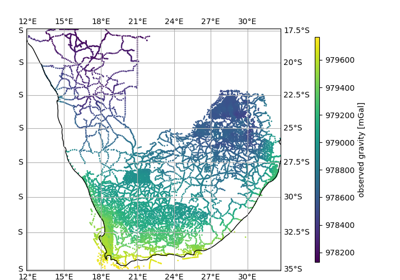 12°E 15°E 18°E 21°E 24°E 27°E 30°E
S 17.5°S
S 20°S
S 22.5°S
S 25°S
S 27.5°S
S 30°S
S 32.5°S
S 35°S
12°E 15°E 18°E 21°E 24°E 27°E 30°E
979600
979400
979200
979000
978800
978600
978400
978200
observed gravity [mGal]